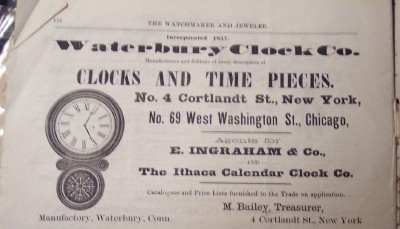 THE WATCHMAKER AND JEWELER.
Incorporated 1857.
Waterbury Clock Co.
Manufacturers and Jobbers of every description of
CLOCKS AND TIME PIECES.
No. 4 Cortlandt St., New York,
No. 69 West Washington St., Chicago,
Agents for
E. INGRAHAM & Co.,
AND
The Ithaca Calendar Clock Co.
Catalogues and Price Lists furnished to the Trade on application.
M. Bailey, Treasurer,
Manufactory, Waterbury, Conn. 4 Cortlandt St., New York